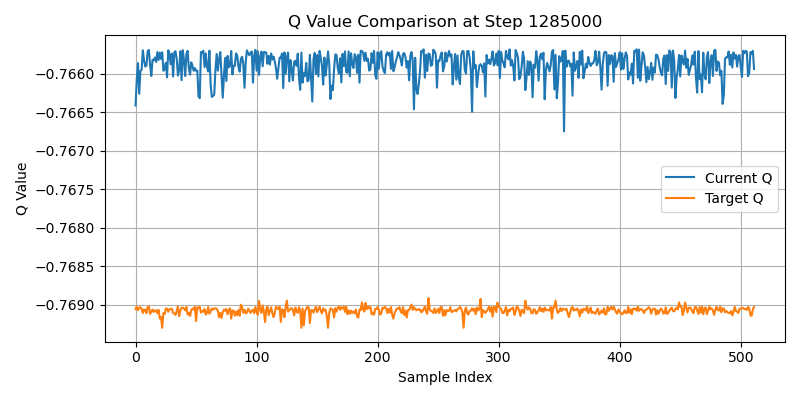 Q Value Comparison at Step 1285000
−0.7660
−0.7665
−0.7670
−0.7675
−0.7680
−0.7685
−0.7690
Q Value
Current Q
Target Q
0 100 200 300 400 500
Sample Index